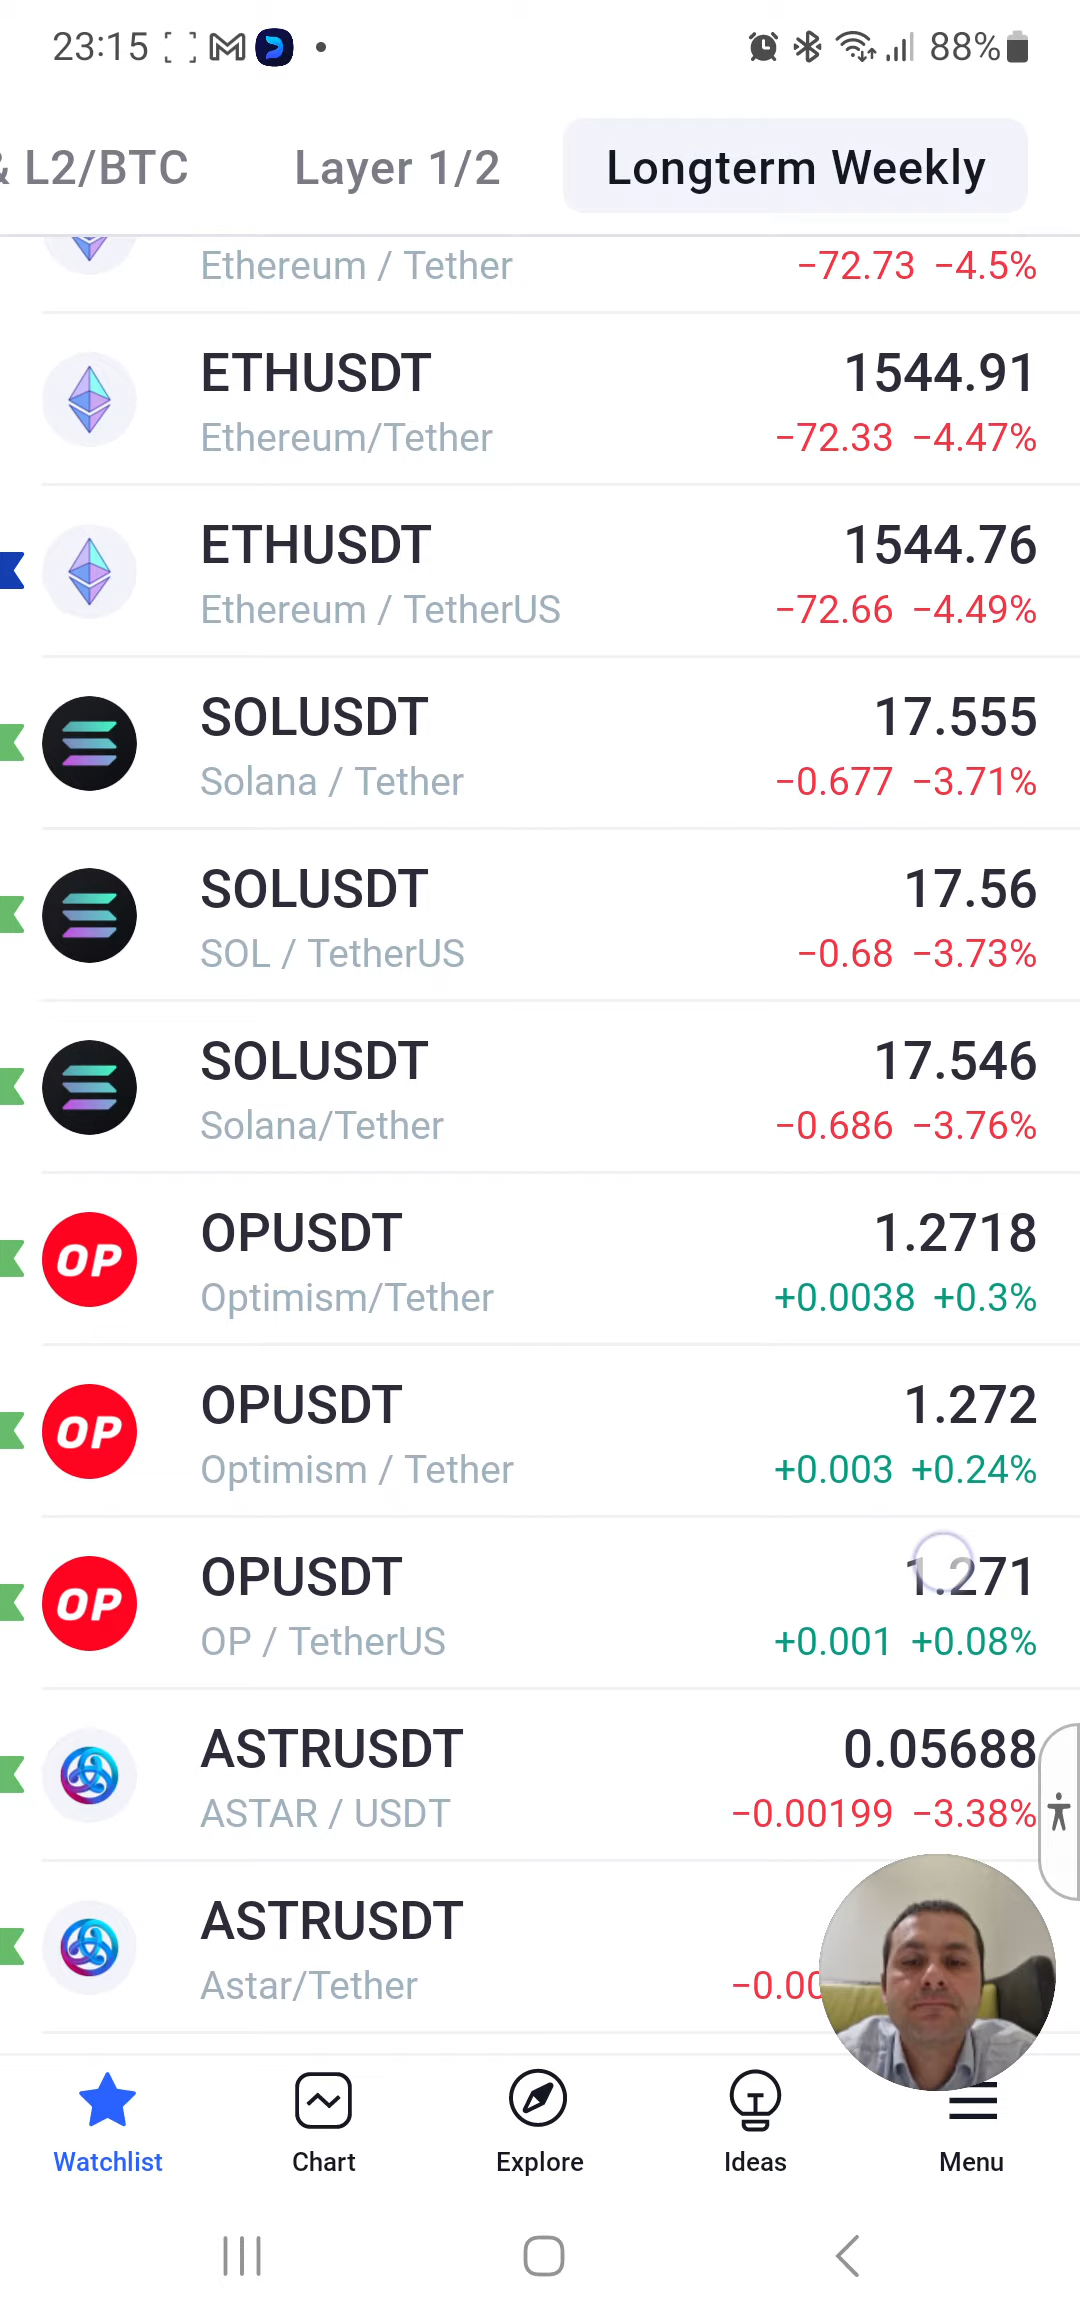 23:15 88%
L2/BTC Layer 1/2 Longterm Weekly
Ethereum / Tether −72.73 −4.5%
ETHUSDT 1544.91
Ethereum/Tether −72.33 −4.47%
ETHUSDT 1544.76
Ethereum / TetherUS −72.66 −4.49%
SOLUSDT 17.555
Solana / Tether −0.677 −3.71%
SOLUSDT 17.56
SOL / TetherUS −0.68 −3.73%
SOLUSDT 17.546
Solana/Tether −0.686 −3.76%
OP OPUSDT 1.2718
Optimism/Tether +0.0038 +0.3%
OP OPUSDT 1.272
Optimism / Tether +0.003 +0.24%
OP OPUSDT 1.271
OP / TetherUS +0.001 +0.08%
ASTRUSDT 0.05688
ASTAR / USDT −0.00199 −3.38%
ASTRUSDT
Astar/Tether −0.00
Watchlist Chart Explore Ideas Menu